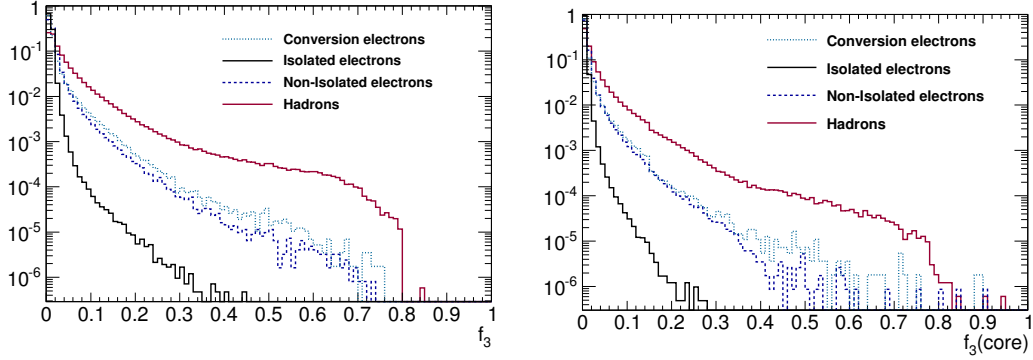 1
10^-1
10^-2
10^-3
10^-4
10^-5
10^-6
Conversion electrons
Isolated electrons
Non-Isolated electrons
Hadrons
0 0.1 0.2 0.3 0.4 0.5 0.6 0.7 0.8 0.9 1
f_3
1
10^-1
10^-2
10^-3
10^-4
10^-5
10^-6
Conversion electrons
Isolated electrons
Non-Isolated electrons
Hadrons
0 0.1 0.2 0.3 0.4 0.5 0.6 0.7 0.8 0.9 1
f_3(core)